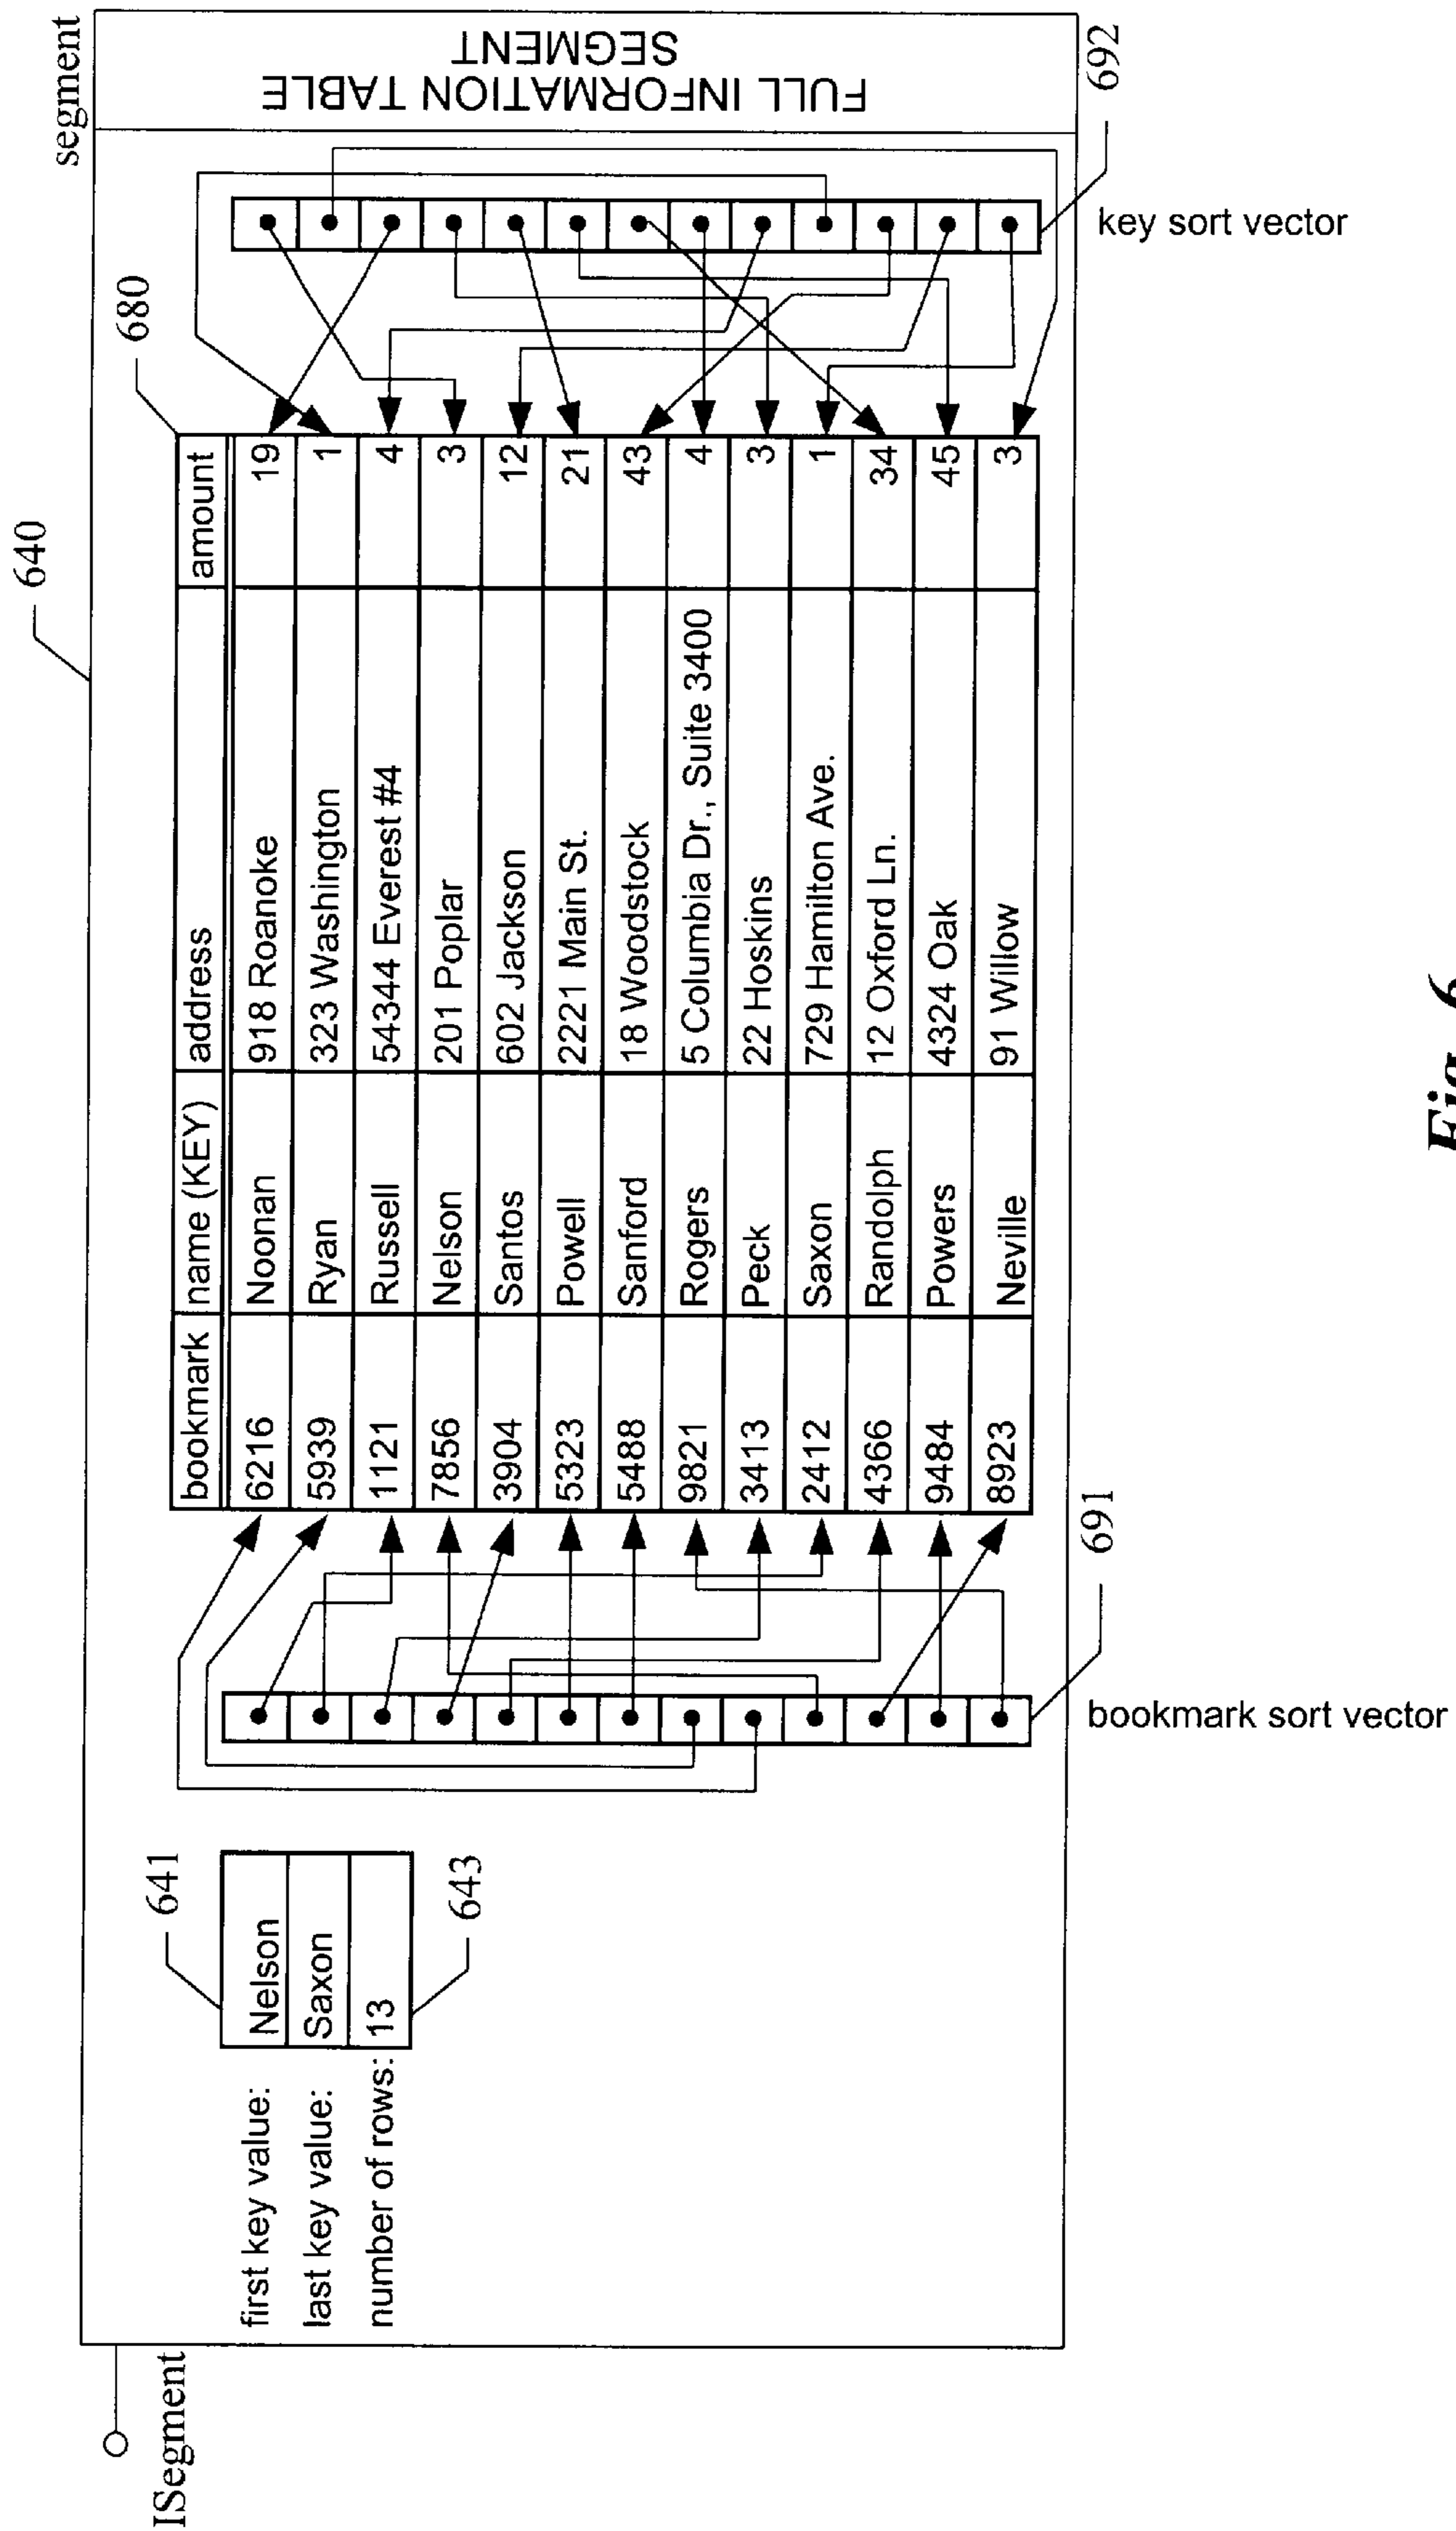 640
segment
ISegment
FULL INFORMATION TABLE
SEGMENT
641
first key value: Nelson
last key value: Saxon
number of rows: 13
643
680
bookmark name (KEY) address amount
6216 Noonan 918 Roanoke 19
5939 Ryan 323 Washington 1
1121 Russell 54344 Everest #4 4
7856 Nelson 201 Poplar 3
3904 Santos 602 Jackson 12
5323 Powell 2221 Main St. 21
5488 Sanford 18 Woodstock 43
9821 Rogers 5 Columbia Dr., Suite 3400 4
3413 Peck 22 Hoskins 3
2412 Saxon 729 Hamilton Ave. 1
4366 Randolph 12 Oxford Ln. 34
9484 Powers 4324 Oak 45
8923 Neville 91 Willow 3
691
bookmark sort vector
692
key sort vector
Fig. 6